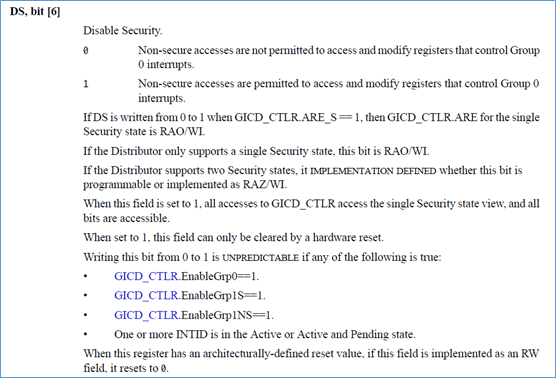 DS, bit [6]
Disable Security.
0 Non-secure accesses are not permitted to access and modify registers that control Group
0 interrupts.
1 Non-secure accesses are permitted to access and modify registers that control Group 0
interrupts.
If DS is written from 0 to 1 when GICD_CTLR.ARE_S == 1, then GICD_CTLR.ARE for the single
Security state is RAO/WI.
If the Distributor only supports a single Security state, this bit is RAO/WI.
If the Distributor supports two Security states, it IMPLEMENTATION DEFINED whether this bit is
programmable or implemented as RAZ/WI.
When this field is set to 1, all accesses to GICD_CTLR access the single Security state view, and all
bits are accessible.
When set to 1, this field can only be cleared by a hardware reset.
Writing this bit from 0 to 1 is UNPREDICTABLE if any of the following is true:
• GICD_CTLR.EnableGrp0==1.
• GICD_CTLR.EnableGrp1S==1.
• GICD_CTLR.EnableGrp1NS==1.
• One or more INTID is in the Active or Active and Pending state.
When this register has an architecturally-defined reset value, if this field is implemented as an RW
field, it resets to 0.